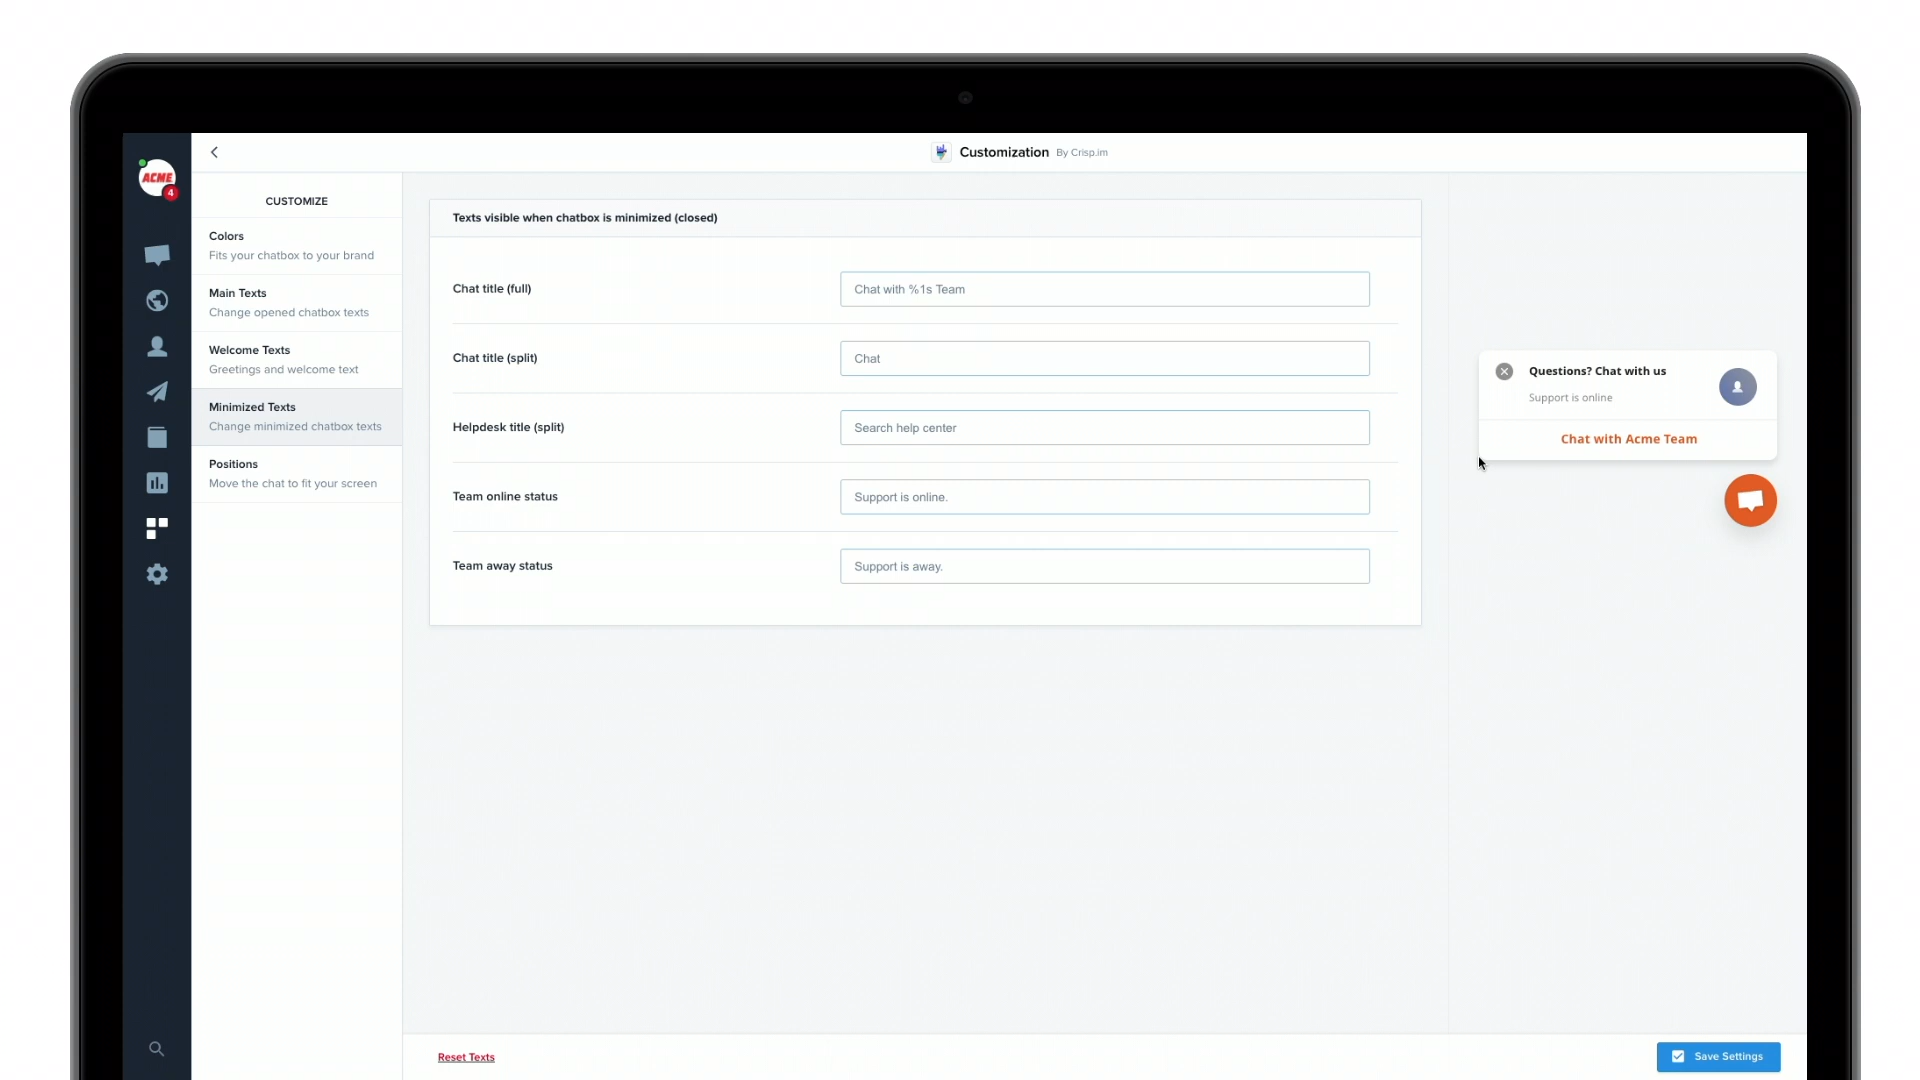 Customization By Crisp.im
ACME
4
CUSTOMIZE
Colors
Fits your chatbox to your brand
Main Texts
Change opened chatbox texts
Welcome Texts
Greetings and welcome text
Minimized Texts
Change minimized chatbox texts
Positions
Move the chat to fit your screen
Texts visible when chatbox is minimized (closed)
Chat title (full)
Chat with %1s Team
Chat title (split)
Chat
Helpdesk title (split)
Search help center
Team online status
Support is online.
Team away status
Support is away.
Questions? Chat with us
Support is online
Chat with Acme Team
Reset Texts
Save Settings